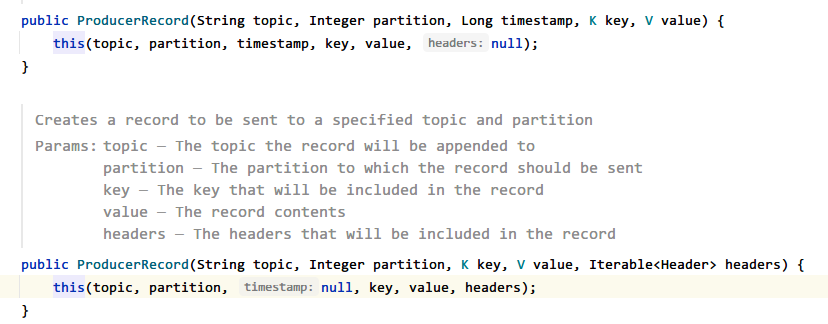 public ProducerRecord(String topic, Integer partition, Long timestamp, K key, V value) {
this(topic, partition, timestamp, key, value, headers: null);
}
Creates a record to be sent to a specified topic and partition
Params: topic – The topic the record will be appended to
partition – The partition to which the record should be sent
key – The key that will be included in the record
value – The record contents
headers – The headers that will be included in the record
public ProducerRecord(String topic, Integer partition, K key, V value, Iterable<Header> headers) {
this(topic, partition, timestamp: null, key, value, headers);
}